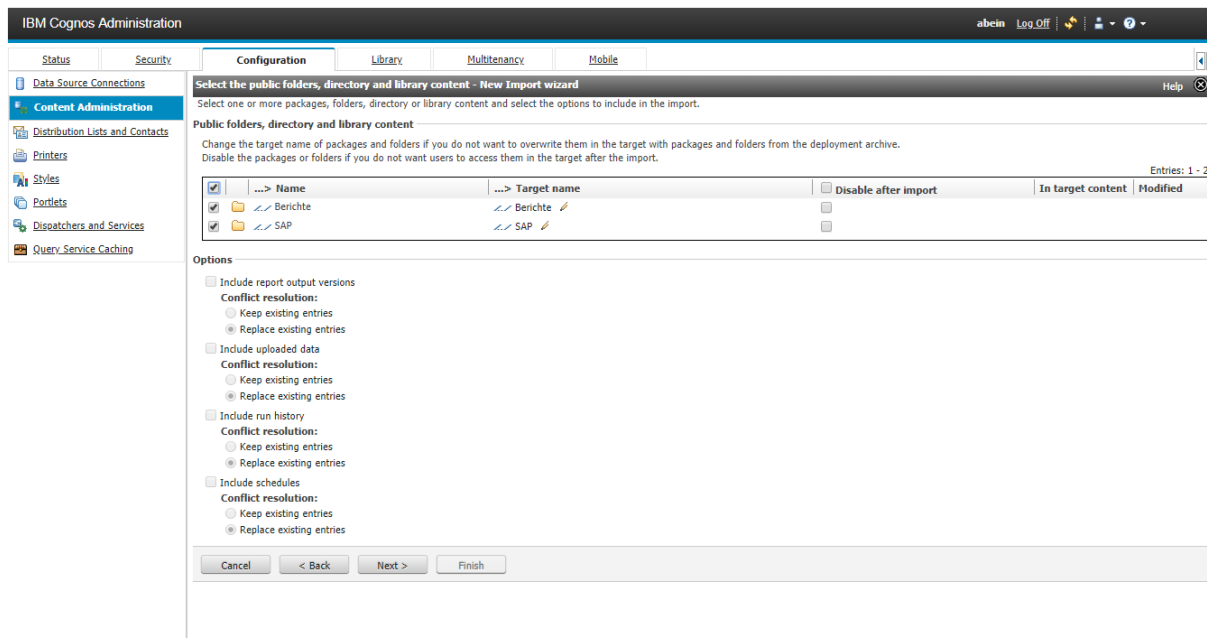 IBM Cognos Administration
abein Log Off
Status Security Configuration Library Multitenancy Mobile
Data Source Connections
Content Administration
Distribution Lists and Contacts
Printers
Styles
Portlets
Dispatchers and Services
Query Service Caching
Select the public folders, directory and library content - New Import wizard
Help
Select one or more packages, folders, directory or library content and select the options to include in the import.
Public folders, directory and library content
Change the target name of packages and folders if you do not want to overwrite them in the target with packages and folders from the deployment archive.
Disable the packages or folders if you do not want users to access them in the target after the import.
Entries: 1 - 2
...> Name ...> Target name Disable after import In target content Modified
Berichte Berichte
SAP SAP
Options
Include report output versions
Conflict resolution:
Keep existing entries
Replace existing entries
Include uploaded data
Conflict resolution:
Keep existing entries
Replace existing entries
Include run history
Conflict resolution:
Keep existing entries
Replace existing entries
Include schedules
Conflict resolution:
Keep existing entries
Replace existing entries
Cancel < Back Next > Finish